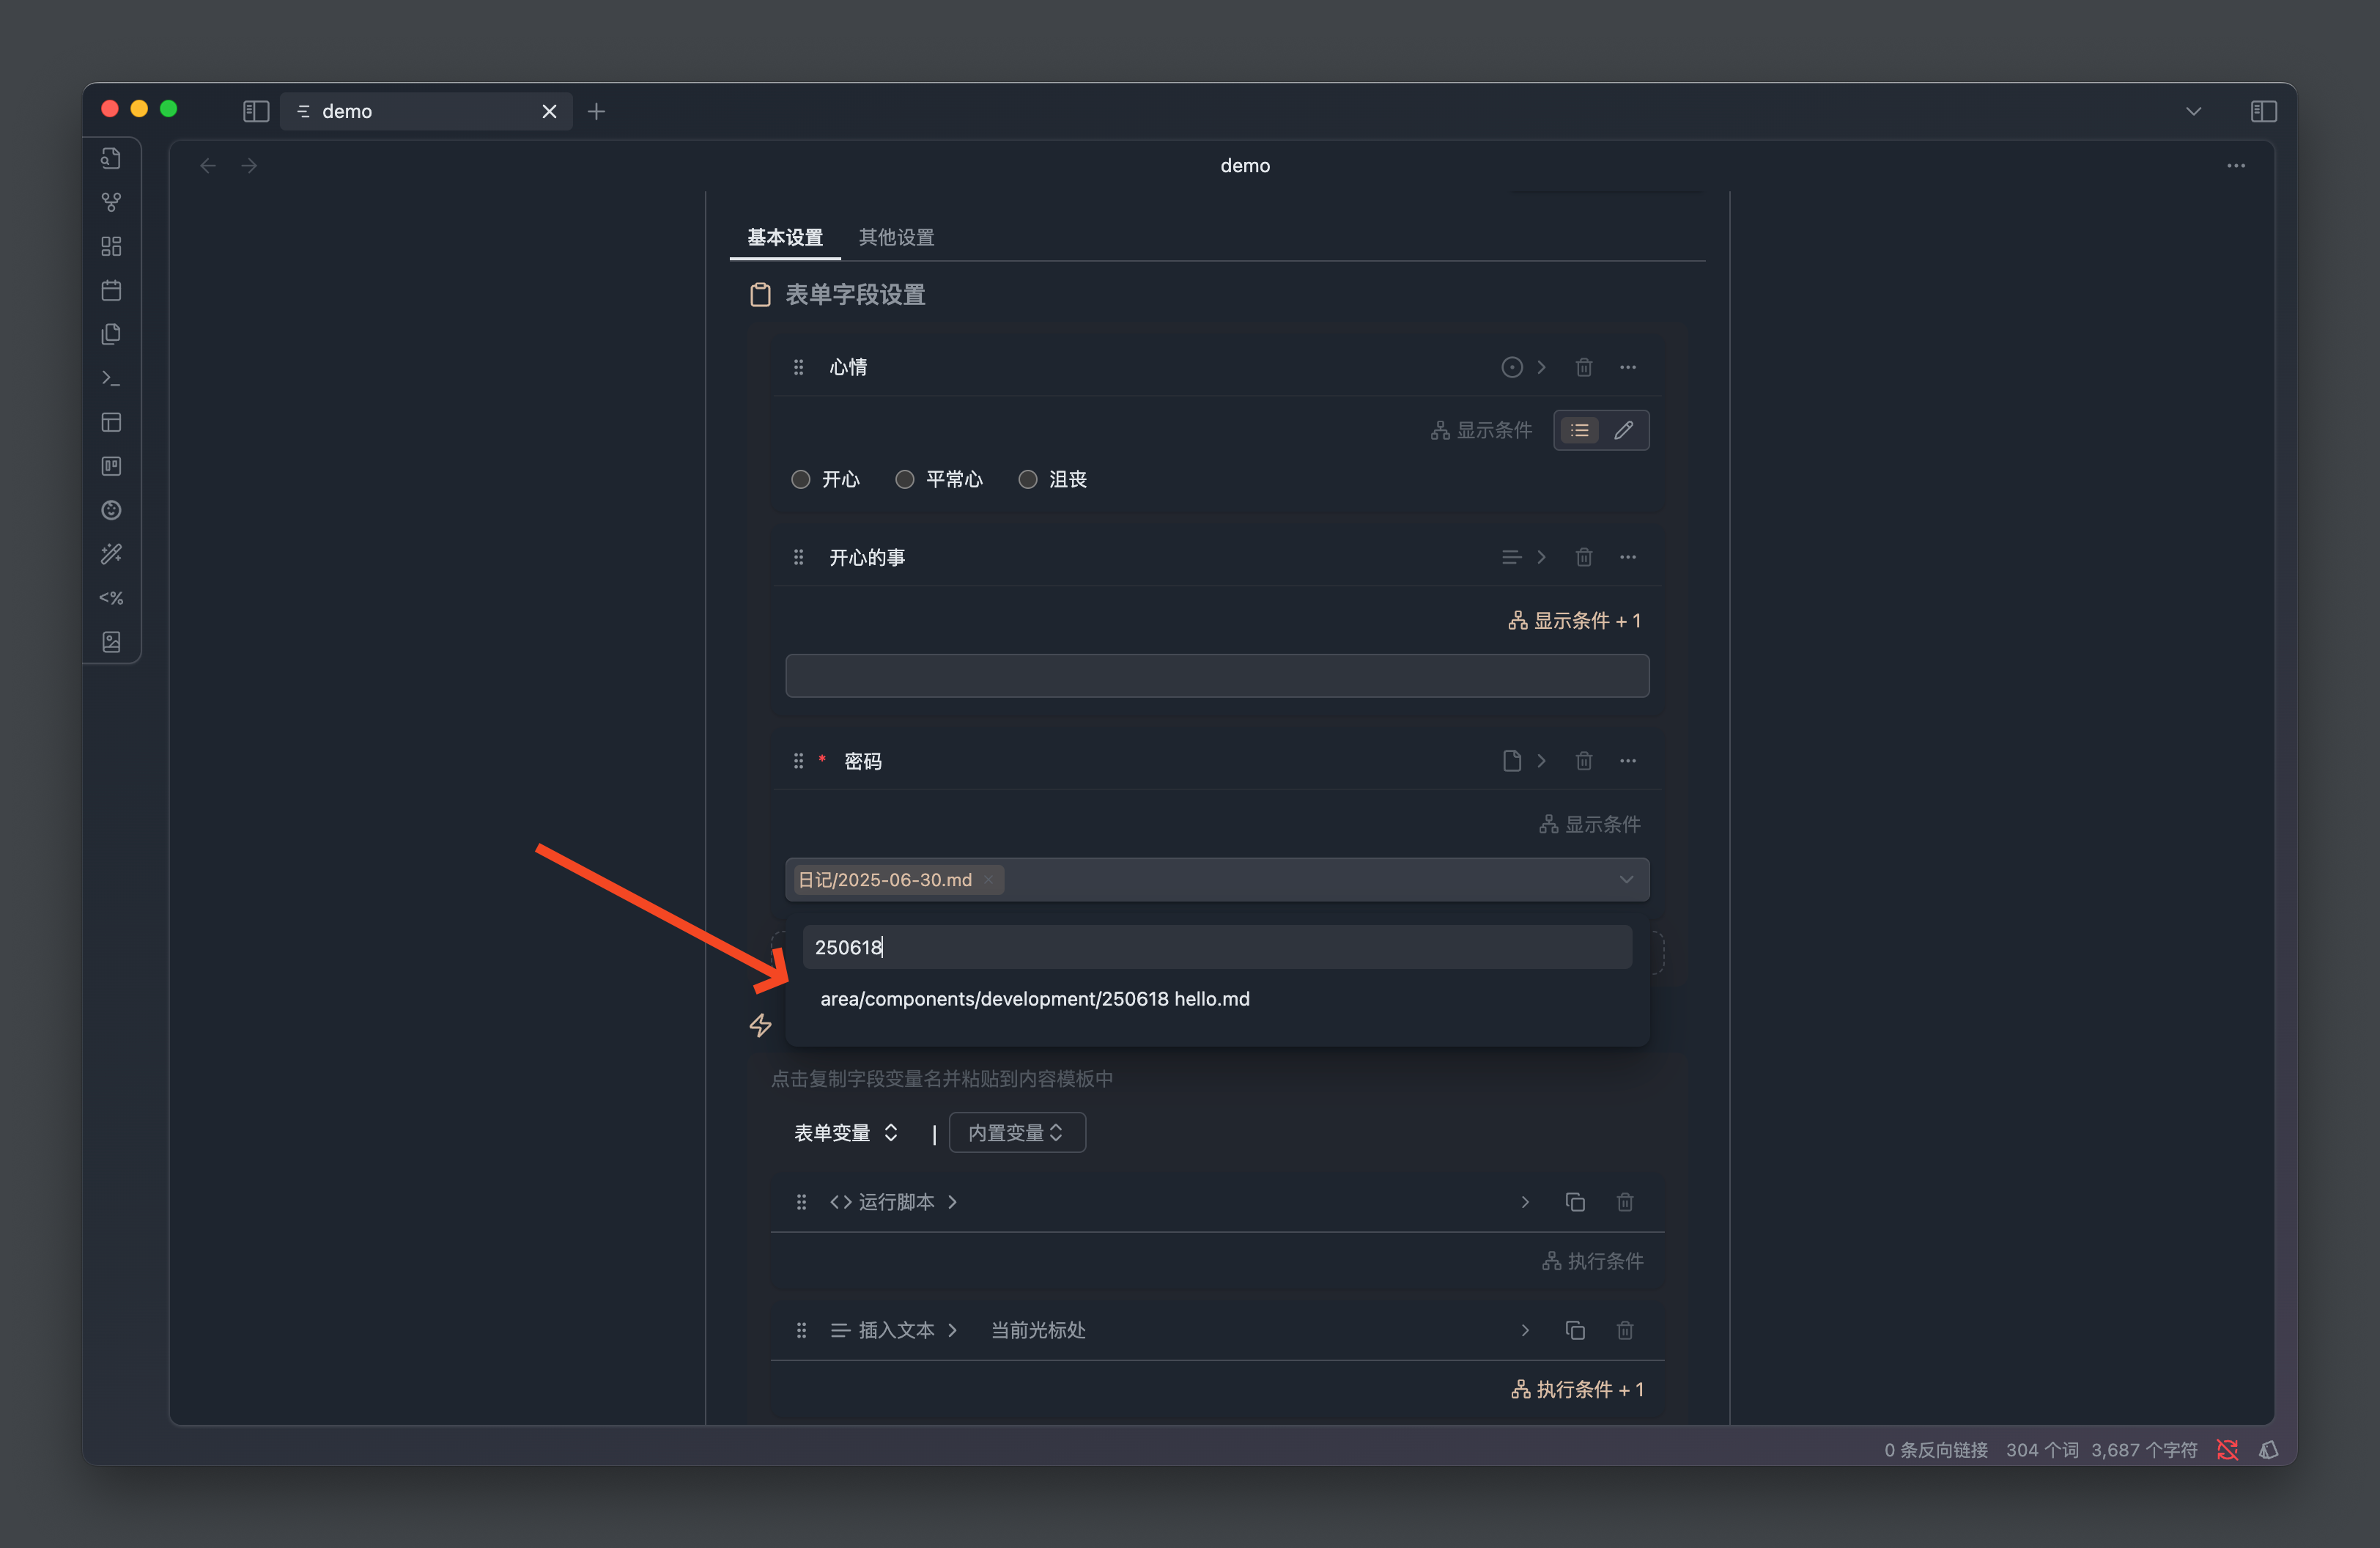 demo
demo
基本设置 其他设置
表单字段设置
心情
显示条件
开心 平常心 沮丧
开心的事
显示条件 + 1
* 密码
显示条件
日记/2025-06-30.md
250618
area/components/development/250618 hello.md
点击复制字段变量名并粘贴到内容模板中
表单变量 | 内置变量
<> 运行脚本
执行条件
插入文本 当前光标处
执行条件 + 1
0 条反向链接 304 个词 3,687 个字符